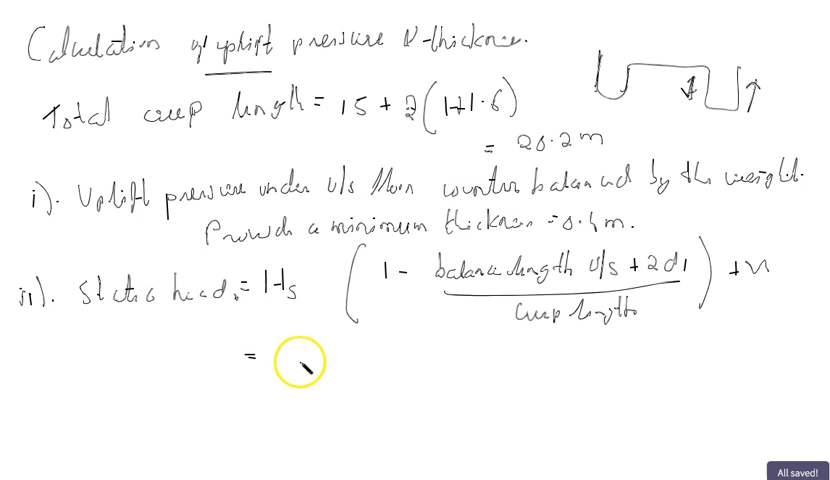 Calculation of uplift pressure & thickness.
Total creep length = 15 + 2(1+1.6)
= 20.2m
i). Uplift pressure under U/s floor counter balanced by the weight.
Provide a minimum thickness = 0.5m.
ii). Static head = Hs (1 - balance length U/s + 2d1 / creep length) +
=
All saved!